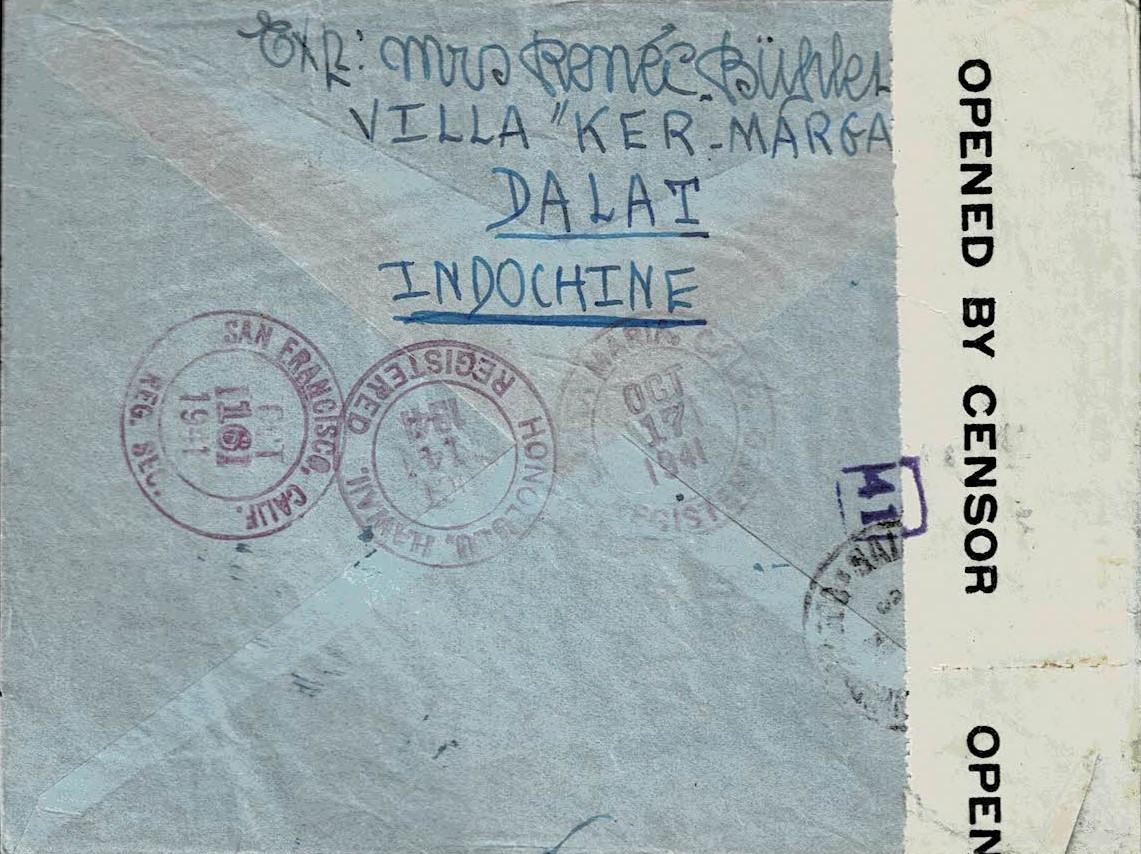 Exp: Mrs Renée Bühler
VILLA "KER-MARGA
DALAT
INDOCHINE
SAN FRANCISCO, CALIF.
OCT
16
1941
REG. SEC.
REGISTERED
HONOLULU, HAWAII
OCT
17
1941
MI
OPENED BY CENSOR
OPEN